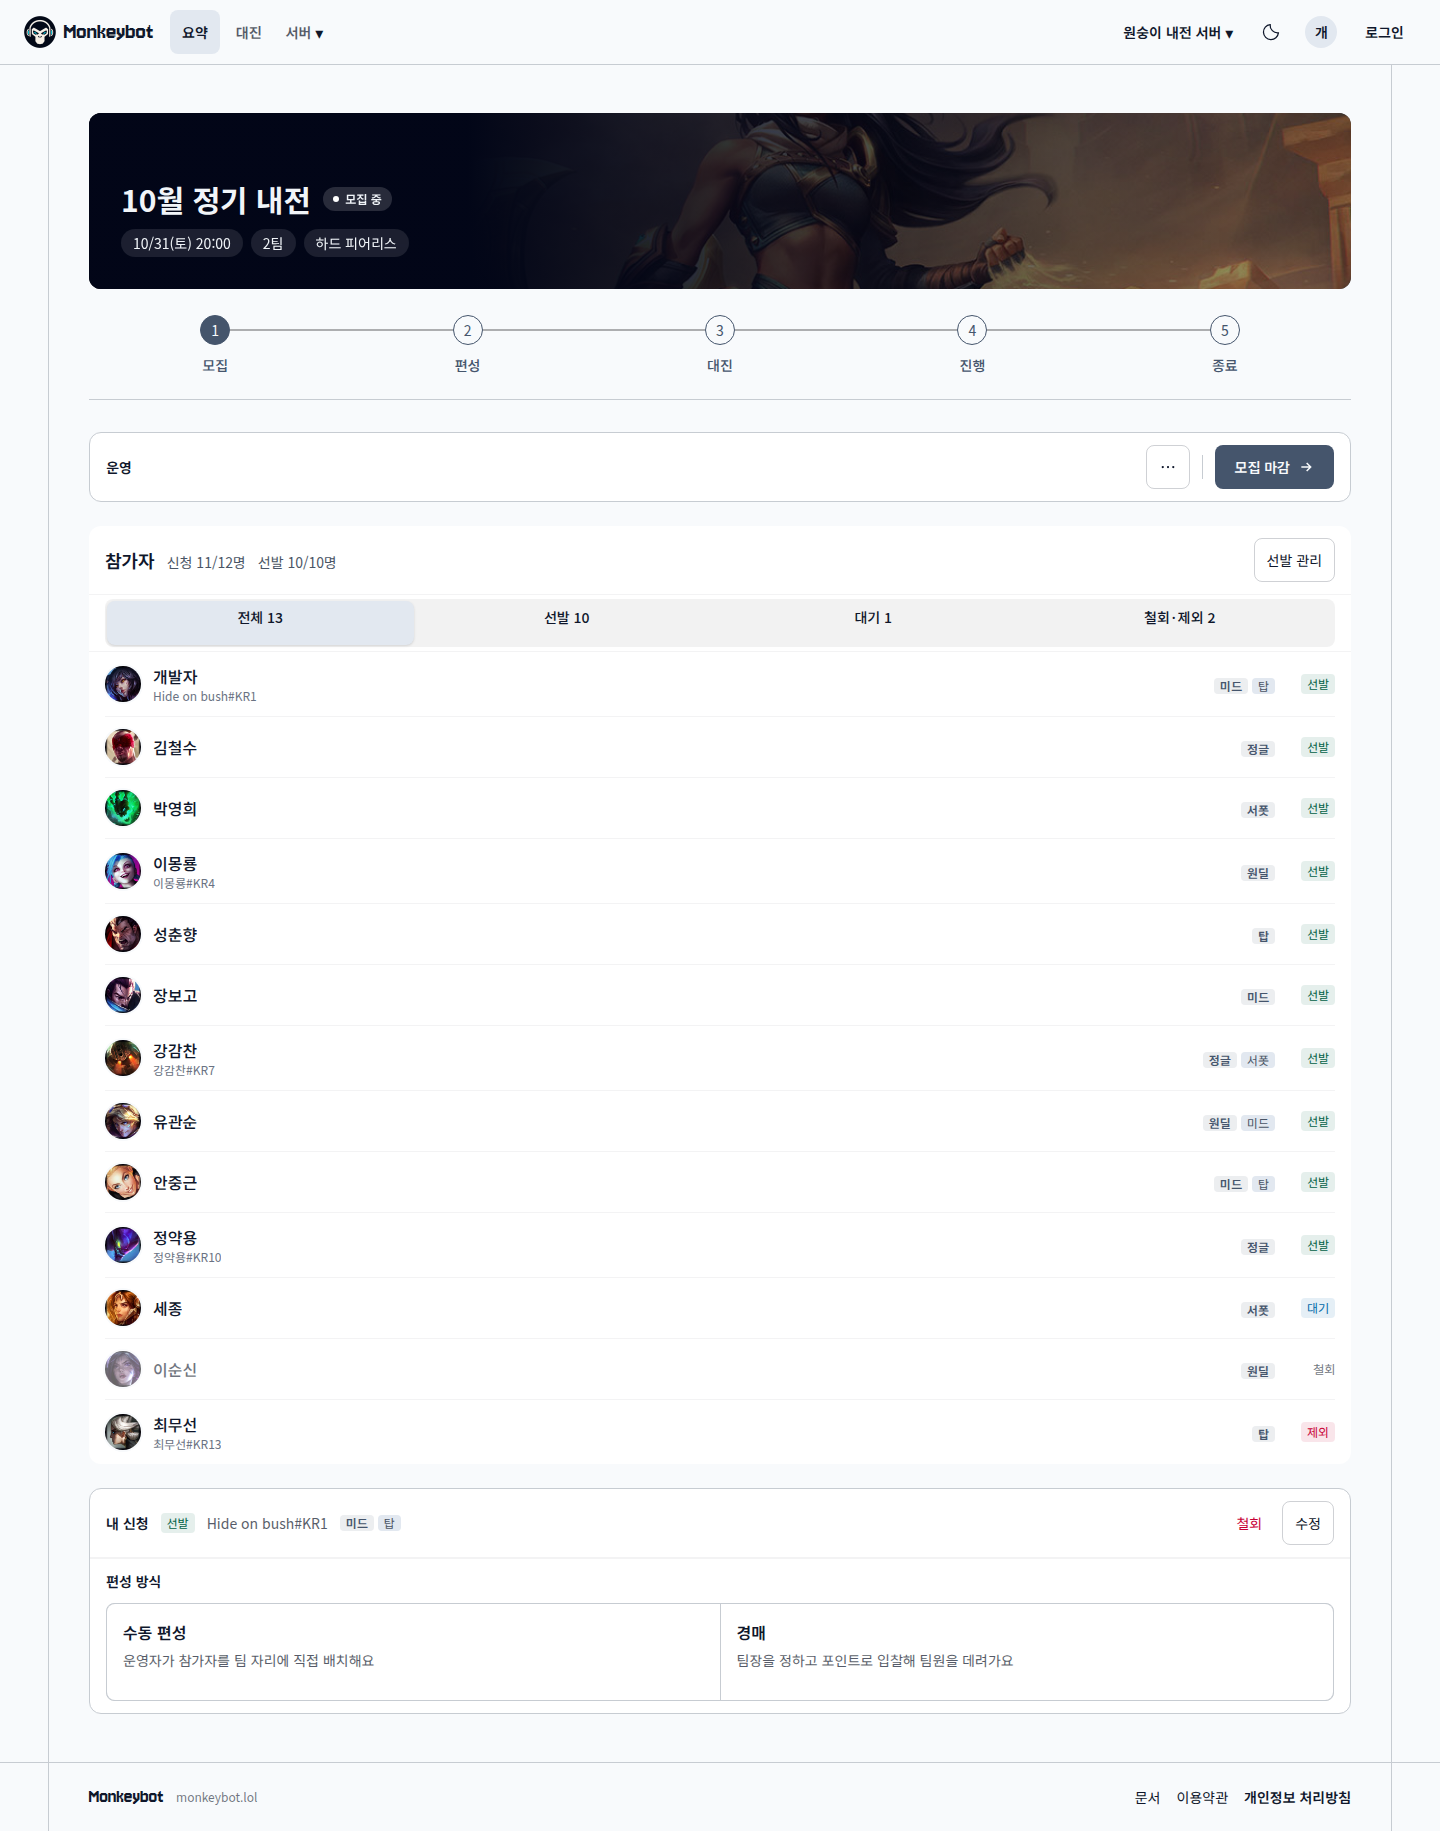 Monkeybot 요약 대진 서버 ▾ 원숭이 내전 서버 ▾ 개 로그인
10월 정기 내전 모집 중
10/31(토) 20:00 2팀 하드 피어리스
1 2 3 4 5
모집 편성 대진 진행 종료
운영 ··· 모집 마감 →
참가자 신청 11/12명 선발 10/10명 선발 관리
전체 13 선발 10 대기 1 철회·제외 2
개발자
Hide on bush#KR1
미드 탑 선발
김철수 정글 선발
박영희 서폿 선발
이몽룡
이몽룡#KR4
원딜 선발
성춘향 탑 선발
장보고 미드 선발
강감찬
강감찬#KR7
정글 서폿 선발
유관순 원딜 미드 선발
안중근 미드 탑 선발
정약용
정약용#KR10
정글 선발
세종 서폿 대기
이순신 원딜 철회
최무선
최무선#KR13
탑 제외
내 신청 선발 Hide on bush#KR1 미드 탑 철회 수정
편성 방식
수동 편성
운영자가 참가자를 팀 자리에 직접 배치해요
경매
팀장을 정하고 포인트로 입찰해 팀원을 데려가요
Monkeybot monkeybot.lol 문서 이용약관 개인정보 처리방침